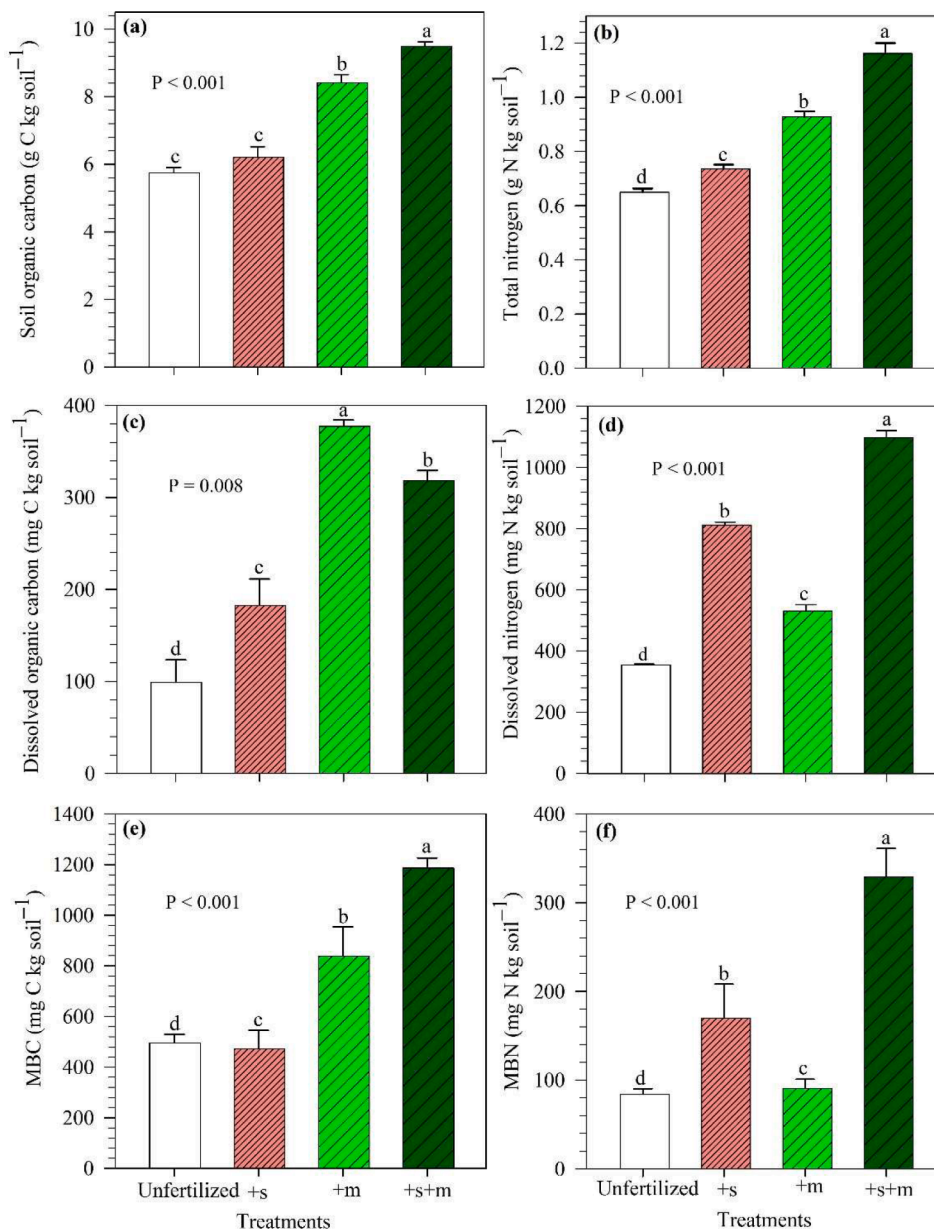 (a)
Soil organic carbon (g C kg soil⁻¹)
10
8
6
4
2
0
P < 0.001
c
c
b
a
(b)
Total nitrogen (g N kg soil⁻¹)
1.2
1.0
0.8
0.6
0.4
0.2
0.0
P < 0.001
d
c
b
a
(c)
Dissolved organic carbon (mg C kg soil⁻¹)
400
300
200
100
0
P = 0.008
d
c
a
b
(d)
Dissolved nitrogen (mg N kg soil⁻¹)
1200
1000
800
600
400
200
0
P < 0.001
d
b
c
a
(e)
MBC (mg C kg soil⁻¹)
1400
1200
1000
800
600
400
200
0
P < 0.001
d
c
b
a
Unfertilized +s +m +s+m
Treatments
(f)
MBN (mg N kg soil⁻¹)
400
300
200
100
0
P < 0.001
d
b
c
a
Unfertilized +s +m +s+m
Treatments